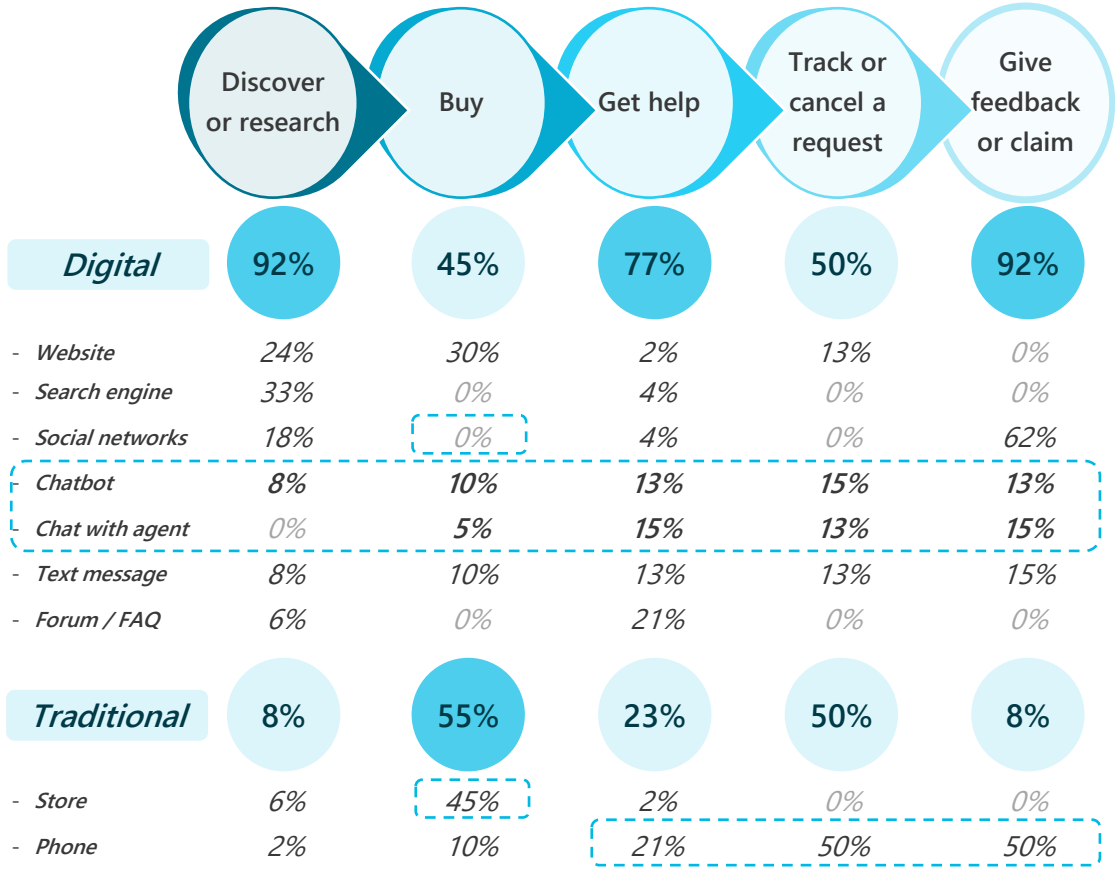 Discover
or research
Buy
Get help
Track or
cancel a
request
Give
feedback
or claim
Digital 92% 45% 77% 50% 92%
- Website 24% 30% 2% 13% 0%
- Search engine 33% 0% 4% 0% 0%
- Social networks 18% 0% 4% 0% 62%
- Chatbot 8% 10% 13% 15% 13%
- Chat with agent 0% 5% 15% 13% 15%
- Text message 8% 10% 13% 13% 15%
- Forum / FAQ 6% 0% 21% 0% 0%
Traditional 8% 55% 23% 50% 8%
- Store 6% 45% 2% 0% 0%
- Phone 2% 10% 21% 50% 50%